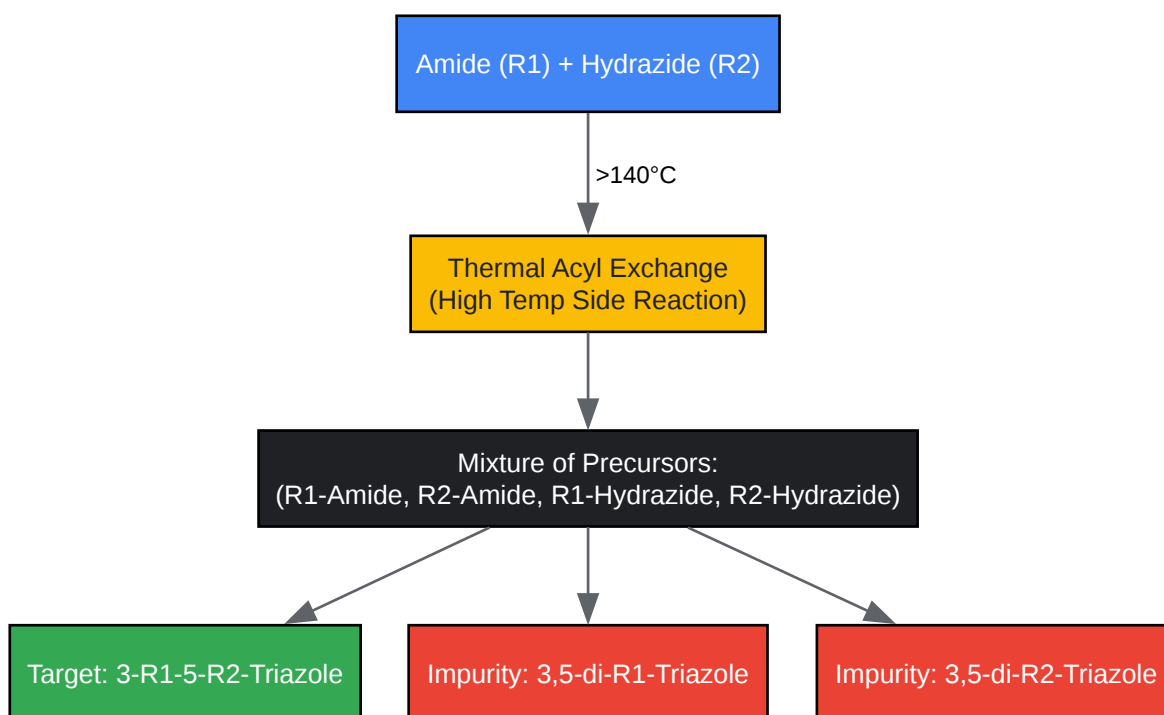 Amide (R1) + Hydrazide (R2)
>140°C
Thermal Acyl Exchange
(High Temp Side Reaction)
Mixture of Precursors:
(R1-Amide, R2-Amide, R1-Hydrazide, R2-Hydrazide)
Target: 3-R1-5-R2-Triazole
Impurity: 3,5-di-R1-Triazole
Impurity: 3,5-di-R2-Triazole